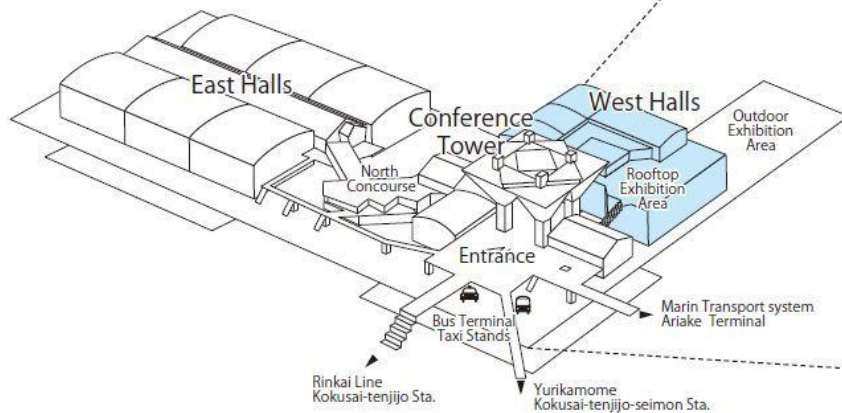 East Halls
Conference
Tower
West Halls
Outdoor
Exhibition
Area
North
Concourse
Rooftop
Exhibition
Area
Entrance
Bus Terminal
Taxi Stands
Marin Transport system
Ariake Terminal
Rinkai Line
Kokusai-tenjijo Sta.
Yurikamome
Kokusai-tenjijo-seimon Sta.